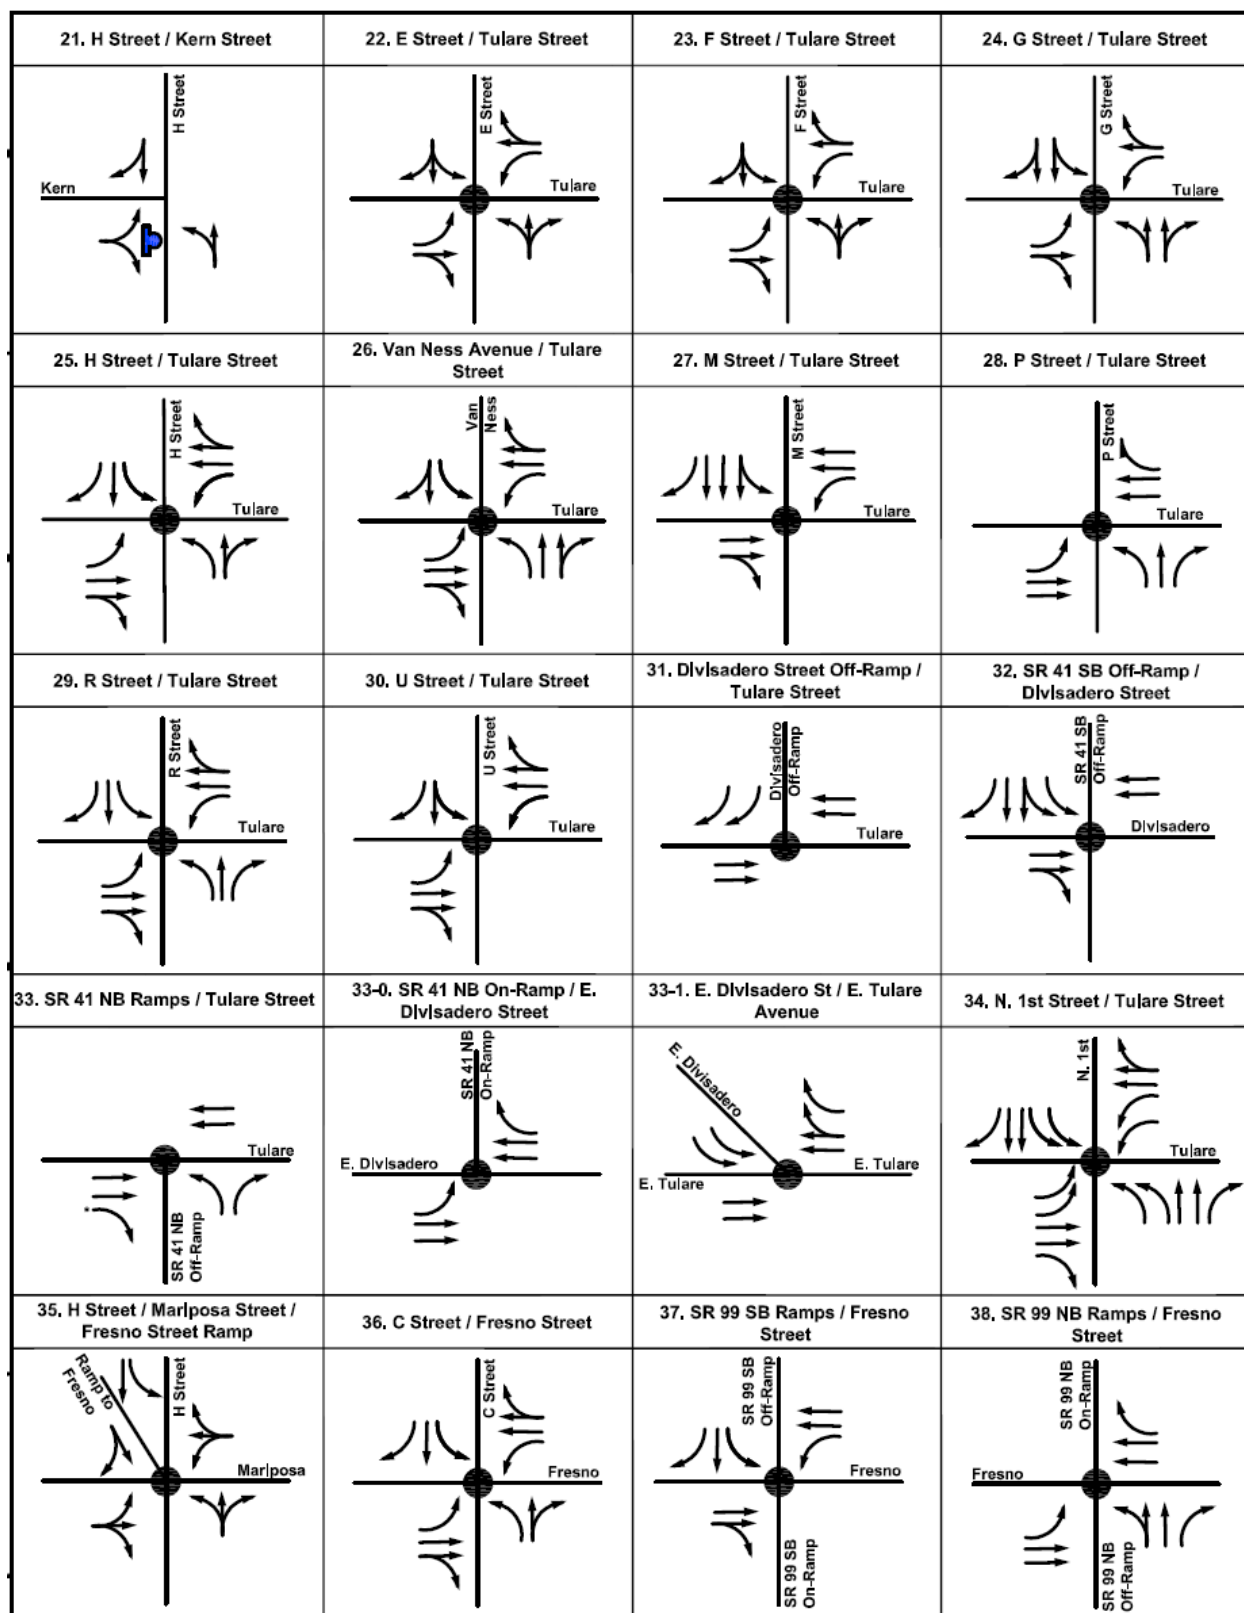 21. H Street / Kern Street
22. E Street / Tulare Street
23. F Street / Tulare Street
24. G Street / Tulare Street
H Street
Kern
E Street
Tulare
F Street
Tulare
G Street
Tulare
25. H Street / Tulare Street
26. Van Ness Avenue / Tulare
Street
27. M Street / Tulare Street
28. P Street / Tulare Street
H Street
Tulare
Van
Ness
Tulare
M Street
Tulare
P Street
Tulare
29. R Street / Tulare Street
30. U Street / Tulare Street
31. Divisadero Street Off-Ramp /
Tulare Street
32. SR 41 SB Off-Ramp /
Divisadero Street
R Street
Tulare
U Street
Tulare
Divisadero
Off-Ramp
Tulare
SR 41 SB
Off-Ramp
Divisadero
33. SR 41 NB Ramps / Tulare Street
33-0. SR 41 NB On-Ramp / E.
Divisadero Street
33-1. E. Divisadero St / E. Tulare
Avenue
34. N. 1st Street / Tulare Street
Tulare
SR 41 NB
Off-Ramp
SR 41 NB
On-Ramp
E. Divisadero
E. Divisadero
E. Tulare
E. Tulare
N. 1st
Tulare
35. H Street / Mariposa Street /
Fresno Street Ramp
36. C Street / Fresno Street
37. SR 99 SB Ramps / Fresno
Street
38. SR 99 NB Ramps / Fresno
Street
Ramp to
Fresno
H Street
Mariposa
C Street
Fresno
SR 99 SB
Off-Ramp
Fresno
SR 99 SB
On-Ramp
SR 99 NB
On-Ramp
Fresno
SR 99 NB
Off-Ramp